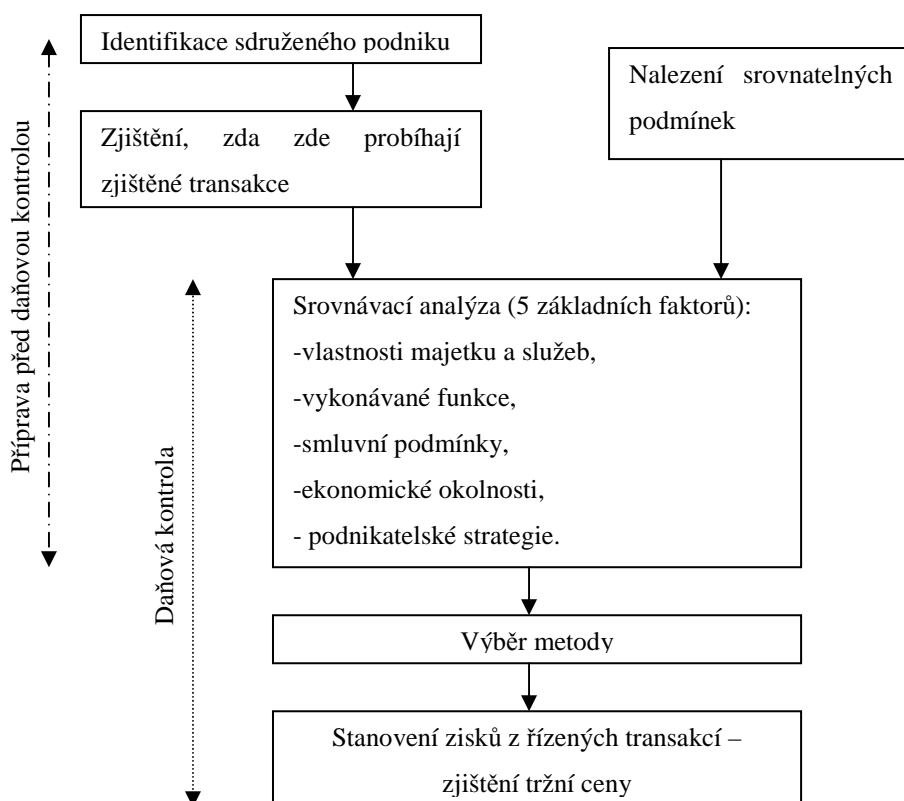 Identifikace sdruženého podniku
Nalezení srovnatelných
podmínek
Zjištění, zda zde probíhají
zjištěné transakce
Příprava před daňovou kontrolou
Srovnávací analýza (5 základních faktorů):
-vlastnosti majetku a služeb,
-vykonávané funkce,
-smluvní podmínky,
-ekonomické okolnosti,
- podnikatelské strategie.
Daňová kontrola
Výběr metody
Stanovení zisků z řízených transakcí –
zjištění tržní ceny